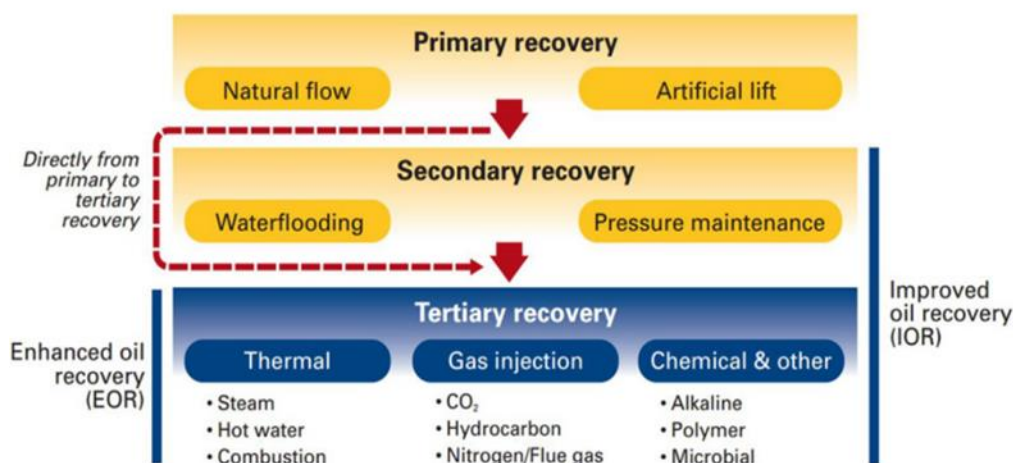 Primary recovery
Natural flow
Artificial lift
Directly from
primary to
tertiary
recovery
Secondary recovery
Waterflooding
Pressure maintenance
Improved
oil recovery
(IOR)
Tertiary recovery
Enhanced oil
recovery
(EOR)
Thermal
• Steam
• Hot water
• Combustion
Gas injection
• CO₂
• Hydrocarbon
• Nitrogen/Flue gas
Chemical & other
• Alkaline
• Polymer
• Microbial